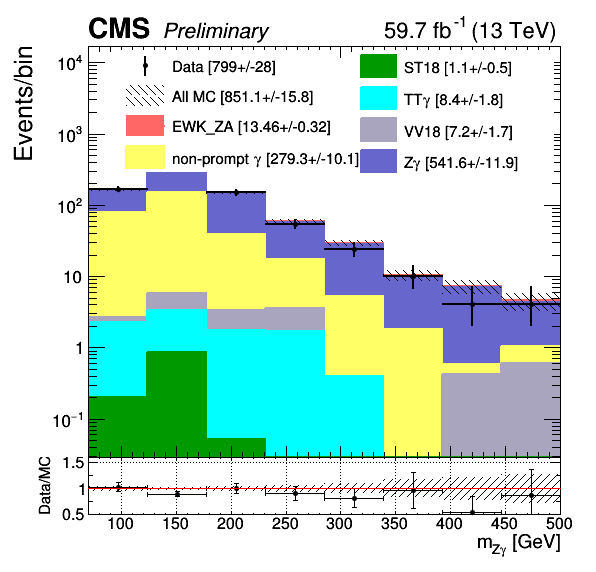 CMS Preliminary 59.7 fb⁻¹ (13 TeV)
Events/bin
Data [799+/-28]
All MC [851.1+/-15.8]
EWK_ZA [13.46+/-0.32]
non-prompt γ [279.3+/-10.1]
ST18 [1.1+/-0.5]
TTγ [8.4+/-1.8]
VV18 [7.2+/-1.7]
Zγ [541.6+/-11.9]
10⁴
10³
10²
10
1
10⁻¹
Data/MC
1.5
1
0.5
100 150 200 250 300 350 400 450 500
m_Zγ [GeV]